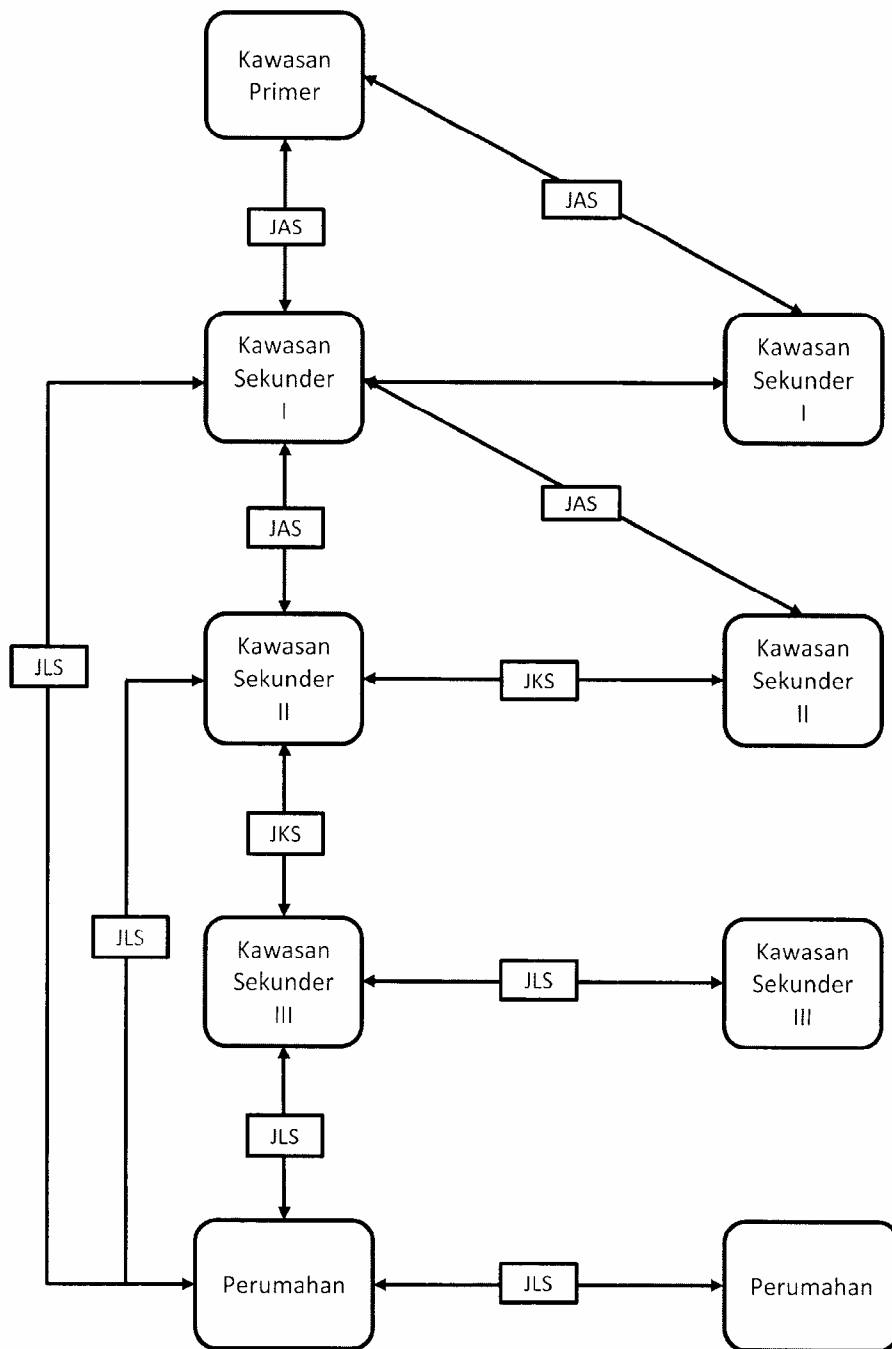 Kawasan
Primer
JAS
JAS
Kawasan
Sekunder
I
Kawasan
Sekunder
I
JAS
JAS
Kawasan
Sekunder
II
JKS
Kawasan
Sekunder
II
JLS
JKS
JLS
Kawasan
Sekunder
III
JLS
Kawasan
Sekunder
III
JLS
Perumahan
JLS
Perumahan